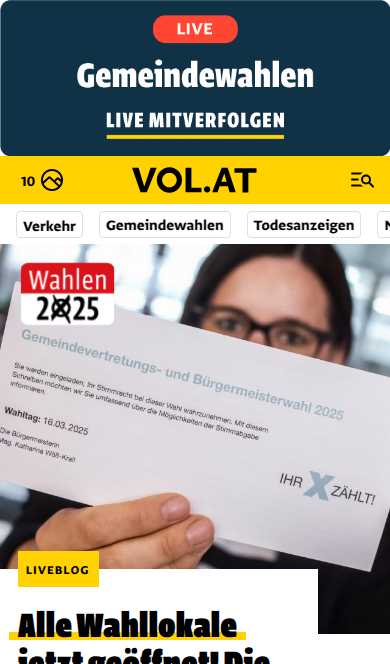 LIVE
Gemeindewahlen
LIVE MITVERFOLGEN
10
VOL.AT
Verkehr
Gemeindewahlen
Todesanzeigen
Wahlen
2025
Gemeindevertretungs- und Bürgermeisterwahl 2025
Sie werden eingeladen, Ihr Stimmrecht bei dieser Wahl wahrzunehmen. Mit diesem
Schreiben möchten wir Sie umfassend über die Möglichkeiten der Stimmabgabe
informieren.
Wahltag: 16.03.2025
Die Bürgermeisterin
Mag. Katharina Wöß-Krall
IHR X ZÄHLT!
LIVEBLOG
Alle Wahllokale
jetzt geöffnet! Die